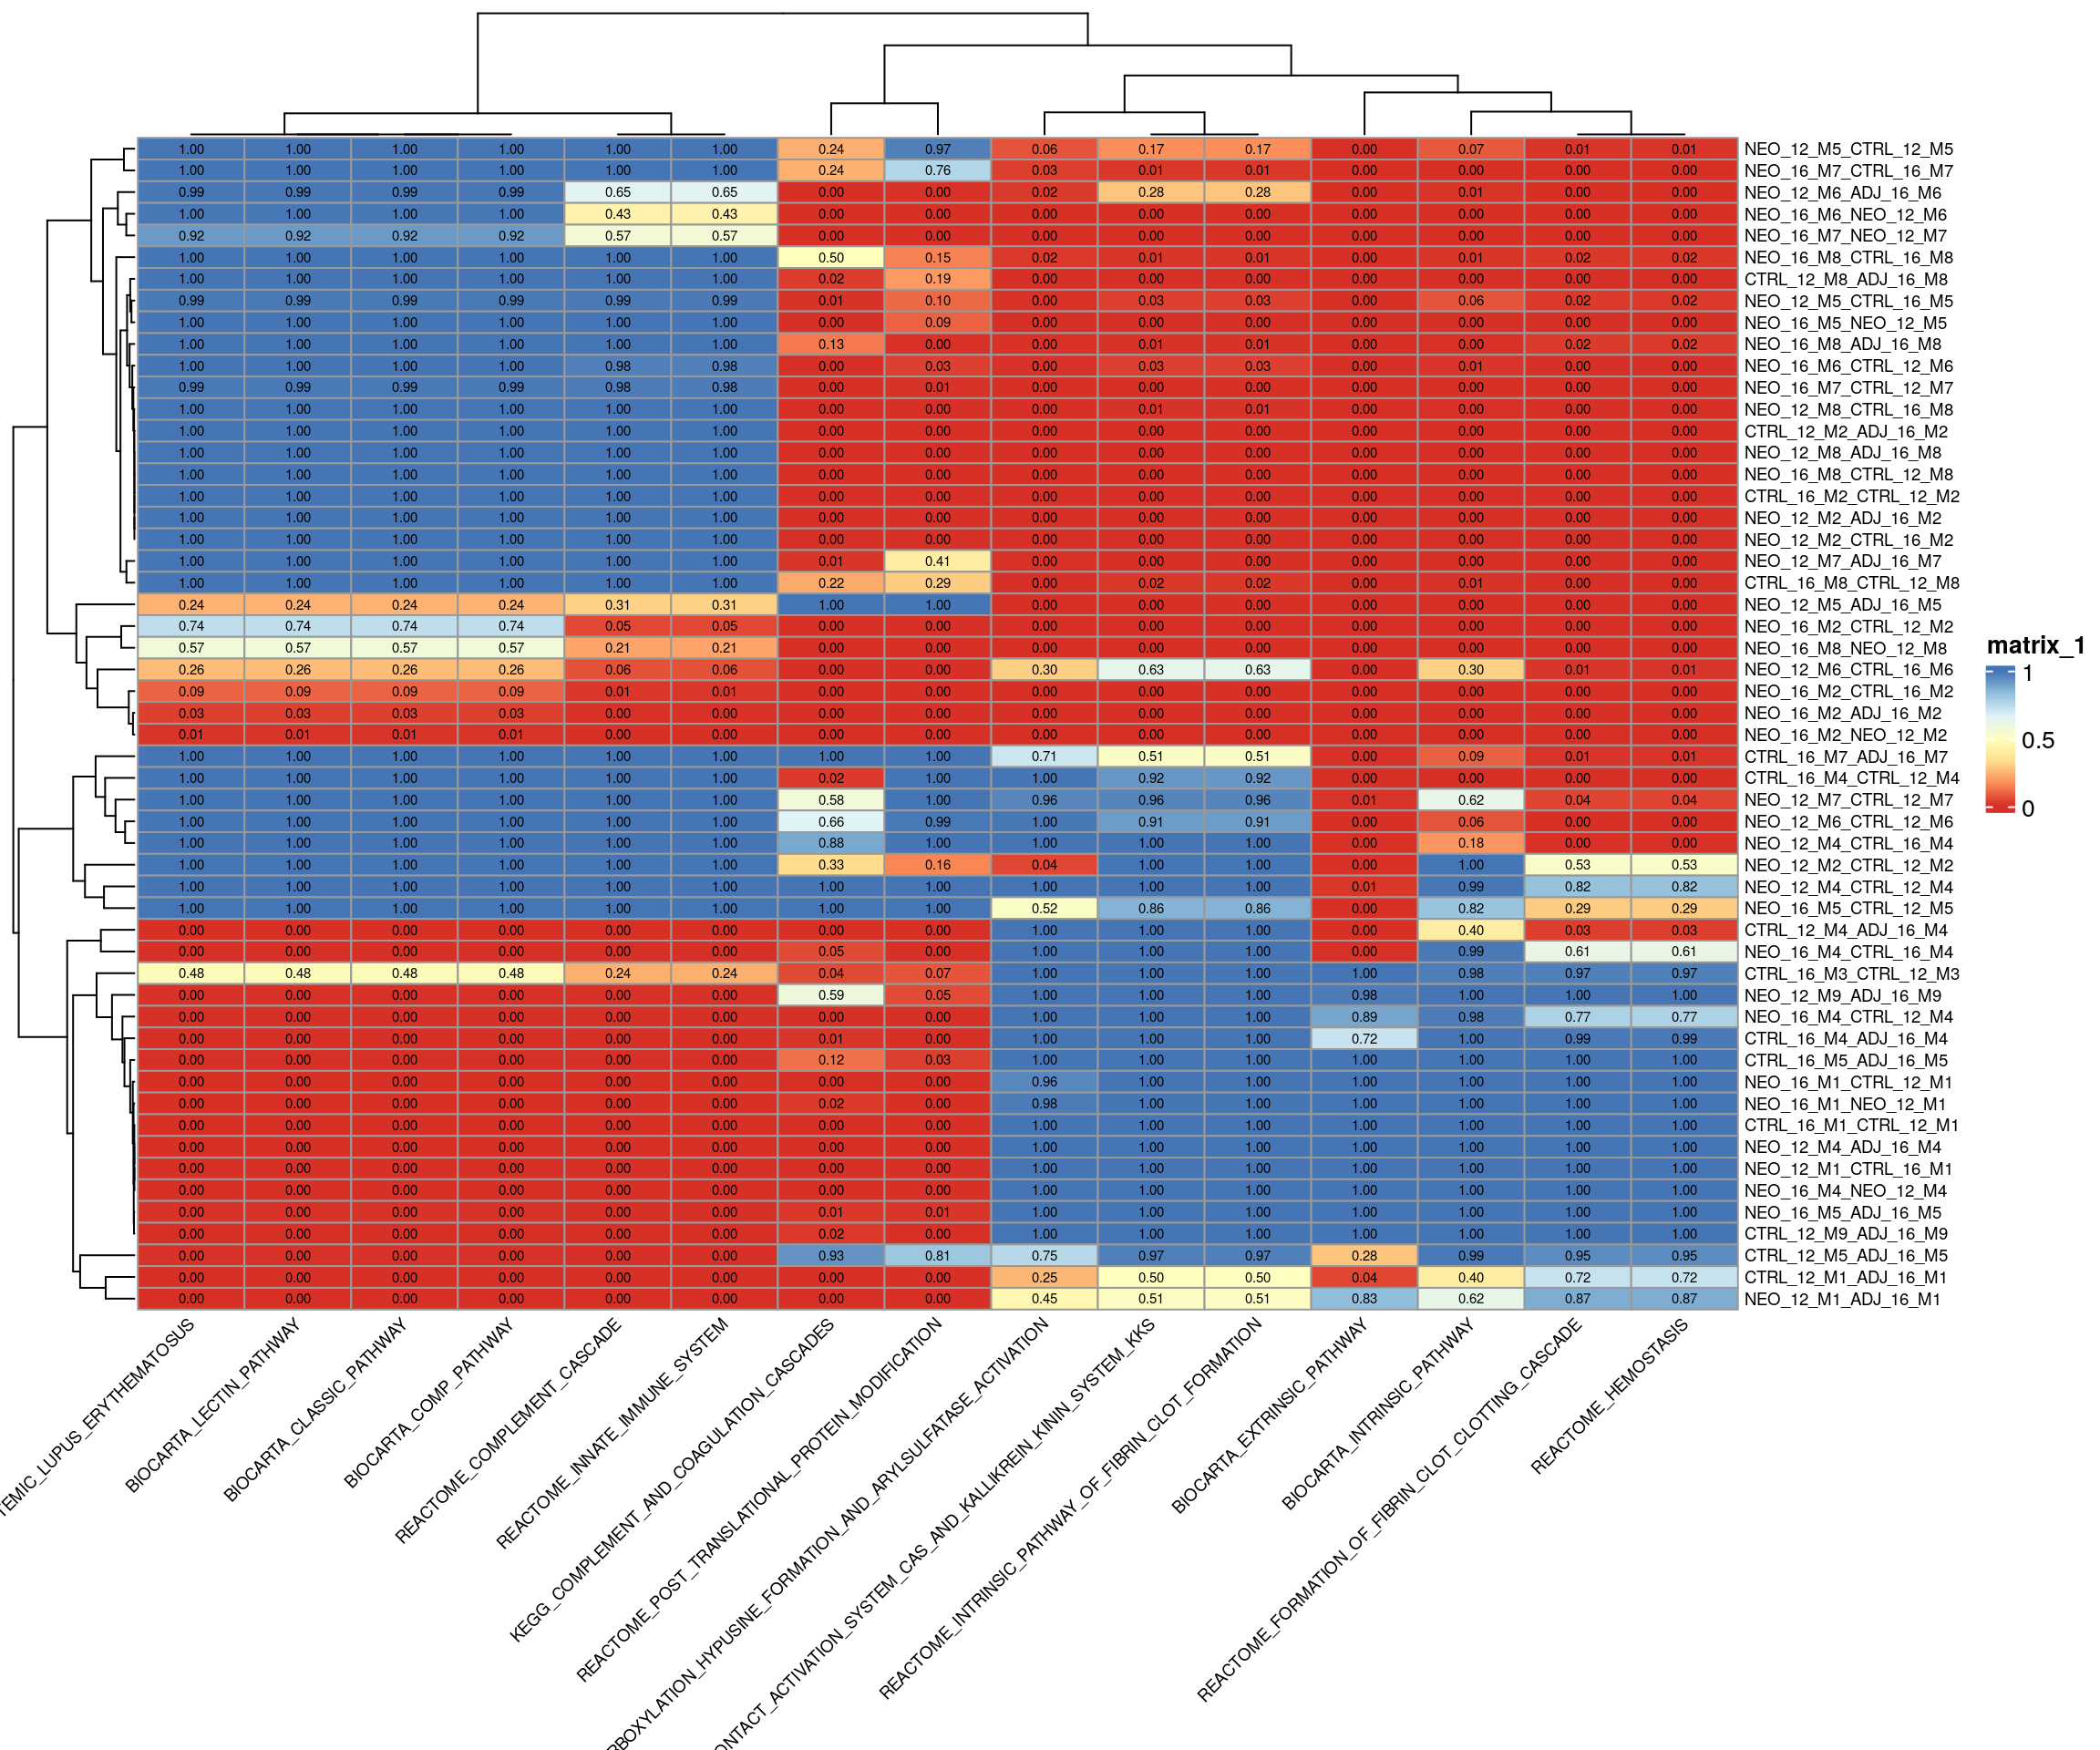 1.00 1.00 1.00 1.00 1.00 1.00 0.24 0.97 0.06 0.17 0.17 0.00 0.07 0.01 0.01 NEO_12_M5_CTRL_12_M5
1.00 1.00 1.00 1.00 1.00 1.00 0.24 0.76 0.03 0.01 0.01 0.00 0.00 0.00 0.00 NEO_16_M7_CTRL_16_M7
0.99 0.99 0.99 0.99 0.65 0.65 0.00 0.00 0.02 0.28 0.28 0.00 0.01 0.00 0.00 NEO_12_M6_ADJ_16_M6
1.00 1.00 1.00 1.00 0.43 0.43 0.00 0.00 0.00 0.00 0.00 0.00 0.00 0.00 0.00 NEO_16_M6_NEO_12_M6
0.92 0.92 0.92 0.92 0.57 0.57 0.00 0.00 0.00 0.00 0.00 0.00 0.00 0.00 0.00 NEO_16_M7_NEO_12_M7
1.00 1.00 1.00 1.00 1.00 1.00 0.50 0.15 0.02 0.01 0.01 0.00 0.01 0.02 0.02 NEO_16_M8_CTRL_16_M8
1.00 1.00 1.00 1.00 1.00 1.00 0.02 0.19 0.00 0.00 0.00 0.00 0.00 0.00 0.00 CTRL_12_M8_ADJ_16_M8
0.99 0.99 0.99 0.99 0.99 0.99 0.01 0.10 0.00 0.03 0.03 0.00 0.06 0.02 0.02 NEO_12_M5_CTRL_16_M5
1.00 1.00 1.00 1.00 1.00 1.00 0.00 0.09 0.00 0.00 0.00 0.00 0.00 0.00 0.00 NEO_16_M5_NEO_12_M5
1.00 1.00 1.00 1.00 1.00 1.00 0.13 0.00 0.00 0.01 0.01 0.00 0.00 0.02 0.02 NEO_16_M8_ADJ_16_M8
1.00 1.00 1.00 1.00 0.98 0.98 0.00 0.03 0.00 0.03 0.03 0.00 0.01 0.00 0.00 NEO_16_M6_CTRL_12_M6
0.99 0.99 0.99 0.99 0.98 0.98 0.00 0.01 0.00 0.00 0.00 0.00 0.00 0.00 0.00 NEO_16_M7_CTRL_12_M7
1.00 1.00 1.00 1.00 1.00 1.00 0.00 0.00 0.00 0.01 0.01 0.00 0.00 0.00 0.00 NEO_12_M8_CTRL_16_M8
1.00 1.00 1.00 1.00 1.00 1.00 0.00 0.00 0.00 0.00 0.00 0.00 0.00 0.00 0.00 CTRL_12_M2_ADJ_16_M2
1.00 1.00 1.00 1.00 1.00 1.00 0.00 0.00 0.00 0.00 0.00 0.00 0.00 0.00 0.00 NEO_12_M8_ADJ_16_M8
1.00 1.00 1.00 1.00 1.00 1.00 0.00 0.00 0.00 0.00 0.00 0.00 0.00 0.00 0.00 NEO_16_M8_CTRL_12_M8
1.00 1.00 1.00 1.00 1.00 1.00 0.00 0.00 0.00 0.00 0.00 0.00 0.00 0.00 0.00 CTRL_16_M2_CTRL_12_M2
1.00 1.00 1.00 1.00 1.00 1.00 0.00 0.00 0.00 0.00 0.00 0.00 0.00 0.00 0.00 NEO_12_M2_ADJ_16_M2
1.00 1.00 1.00 1.00 1.00 1.00 0.00 0.00 0.00 0.00 0.00 0.00 0.00 0.00 0.00 NEO_12_M2_CTRL_16_M2
1.00 1.00 1.00 1.00 1.00 1.00 0.01 0.41 0.00 0.00 0.00 0.00 0.00 0.00 0.00 NEO_12_M7_ADJ_16_M7
1.00 1.00 1.00 1.00 1.00 1.00 0.22 0.29 0.00 0.02 0.02 0.00 0.01 0.00 0.00 CTRL_16_M8_CTRL_12_M8
0.24 0.24 0.24 0.24 0.31 0.31 1.00 1.00 0.00 0.00 0.00 0.00 0.00 0.00 0.00 NEO_12_M5_ADJ_16_M5
0.74 0.74 0.74 0.74 0.05 0.05 0.00 0.00 0.00 0.00 0.00 0.00 0.00 0.00 0.00 NEO_16_M2_CTRL_12_M2
0.57 0.57 0.57 0.57 0.21 0.21 0.00 0.00 0.00 0.00 0.00 0.00 0.00 0.00 0.00 NEO_16_M8_NEO_12_M8
0.26 0.26 0.26 0.26 0.06 0.06 0.00 0.00 0.30 0.63 0.63 0.00 0.30 0.01 0.01 NEO_12_M6_CTRL_16_M6
0.09 0.09 0.09 0.09 0.01 0.01 0.00 0.00 0.00 0.00 0.00 0.00 0.00 0.00 0.00 NEO_16_M2_CTRL_16_M2
0.03 0.03 0.03 0.03 0.00 0.00 0.00 0.00 0.00 0.00 0.00 0.00 0.00 0.00 0.00 NEO_16_M2_ADJ_16_M2
0.01 0.01 0.01 0.01 0.00 0.00 0.00 0.00 0.00 0.00 0.00 0.00 0.00 0.00 0.00 NEO_16_M2_NEO_12_M2
1.00 1.00 1.00 1.00 1.00 1.00 1.00 1.00 0.71 0.51 0.51 0.00 0.09 0.01 0.01 CTRL_16_M7_ADJ_16_M7
1.00 1.00 1.00 1.00 1.00 1.00 0.02 1.00 1.00 0.92 0.92 0.00 0.00 0.00 0.00 CTRL_16_M4_CTRL_12_M4
1.00 1.00 1.00 1.00 1.00 1.00 0.58 1.00 0.96 0.96 0.96 0.01 0.62 0.04 0.04 NEO_12_M7_CTRL_12_M7
1.00 1.00 1.00 1.00 1.00 1.00 0.66 0.99 1.00 0.91 0.91 0.00 0.06 0.00 0.00 NEO_12_M6_CTRL_12_M6
1.00 1.00 1.00 1.00 1.00 1.00 0.88 1.00 1.00 1.00 1.00 0.00 0.18 0.00 0.00 NEO_12_M4_CTRL_16_M4
1.00 1.00 1.00 1.00 1.00 1.00 0.33 0.16 0.04 1.00 1.00 0.00 1.00 0.53 0.53 NEO_12_M2_CTRL_12_M2
1.00 1.00 1.00 1.00 1.00 1.00 1.00 1.00 1.00 1.00 1.00 0.01 0.99 0.82 0.82 NEO_12_M4_CTRL_12_M4
1.00 1.00 1.00 1.00 1.00 1.00 1.00 1.00 0.52 0.86 0.86 0.00 0.82 0.29 0.29 NEO_16_M5_CTRL_12_M5
0.00 0.00 0.00 0.00 0.00 0.00 0.00 0.00 1.00 1.00 1.00 0.00 0.40 0.03 0.03 CTRL_12_M4_ADJ_16_M4
0.00 0.00 0.00 0.00 0.00 0.00 0.05 0.00 1.00 1.00 1.00 0.00 0.99 0.61 0.61 NEO_16_M4_CTRL_16_M4
0.48 0.48 0.48 0.48 0.24 0.24 0.04 0.07 1.00 1.00 1.00 1.00 0.98 0.97 0.97 CTRL_16_M3_CTRL_12_M3
0.00 0.00 0.00 0.00 0.00 0.00 0.59 0.05 1.00 1.00 1.00 0.98 1.00 1.00 1.00 NEO_12_M9_ADJ_16_M9
0.00 0.00 0.00 0.00 0.00 0.00 0.00 0.00 1.00 1.00 1.00 0.89 0.98 0.77 0.77 NEO_16_M4_CTRL_12_M4
0.00 0.00 0.00 0.00 0.00 0.00 0.01 0.00 1.00 1.00 1.00 0.72 1.00 0.99 0.99 CTRL_16_M4_ADJ_16_M4
0.00 0.00 0.00 0.00 0.00 0.00 0.12 0.03 1.00 1.00 1.00 1.00 1.00 1.00 1.00 CTRL_16_M5_ADJ_16_M5
0.00 0.00 0.00 0.00 0.00 0.00 0.00 0.00 0.96 1.00 1.00 1.00 1.00 1.00 1.00 NEO_16_M1_CTRL_12_M1
0.00 0.00 0.00 0.00 0.00 0.00 0.02 0.00 0.98 1.00 1.00 1.00 1.00 1.00 1.00 NEO_16_M1_NEO_12_M1
0.00 0.00 0.00 0.00 0.00 0.00 0.00 0.00 1.00 1.00 1.00 1.00 1.00 1.00 1.00 CTRL_16_M1_CTRL_12_M1
0.00 0.00 0.00 0.00 0.00 0.00 0.00 0.00 1.00 1.00 1.00 1.00 1.00 1.00 1.00 NEO_12_M4_ADJ_16_M4
0.00 0.00 0.00 0.00 0.00 0.00 0.00 0.00 1.00 1.00 1.00 1.00 1.00 1.00 1.00 NEO_12_M1_CTRL_16_M1
0.00 0.00 0.00 0.00 0.00 0.00 0.00 0.00 1.00 1.00 1.00 1.00 1.00 1.00 1.00 NEO_16_M4_NEO_12_M4
0.00 0.00 0.00 0.00 0.00 0.00 0.01 0.01 1.00 1.00 1.00 1.00 1.00 1.00 1.00 NEO_16_M5_ADJ_16_M5
0.00 0.00 0.00 0.00 0.00 0.00 0.02 0.00 1.00 1.00 1.00 1.00 1.00 1.00 1.00 CTRL_12_M9_ADJ_16_M9
0.00 0.00 0.00 0.00 0.00 0.00 0.93 0.81 0.75 0.97 0.97 0.28 0.99 0.95 0.95 CTRL_12_M5_ADJ_16_M5
0.00 0.00 0.00 0.00 0.00 0.00 0.00 0.00 0.25 0.50 0.50 0.04 0.40 0.72 0.72 CTRL_12_M1_ADJ_16_M1
0.00 0.00 0.00 0.00 0.00 0.00 0.00 0.00 0.45 0.51 0.51 0.83 0.62 0.87 0.87 NEO_12_M1_ADJ_16_M1
matrix_1
1
0.5
0
TEMIC_LUPUS_ERYTHEMATOSUS
BIOCARTA_LECTIN_PATHWAY
BIOCARTA_CLASSIC_PATHWAY
BIOCARTA_COMP_PATHWAY
REACTOME_COMPLEMENT_CASCADE
REACTOME_INNATE_IMMUNE_SYSTEM
KEGG_COMPLEMENT_AND_COAGULATION_CASCADES
REACTOME_POST_TRANSLATIONAL_PROTEIN_MODIFICATION
RBOXYLATION_HYPUSINE_FORMATION_AND_ARYLSULFATASE_ACTIVATION
ONTACT_ACTIVATION_SYSTEM_CAS_AND_KALLIKREIN_KININ_SYSTEM_KKS
REACTOME_INTRINSIC_PATHWAY_OF_FIBRIN_CLOT_FORMATION
BIOCARTA_EXTRINSIC_PATHWAY
BIOCARTA_INTRINSIC_PATHWAY
REACTOME_FORMATION_OF_FIBRIN_CLOT_CLOTTING_CASCADE
REACTOME_HEMOSTASIS